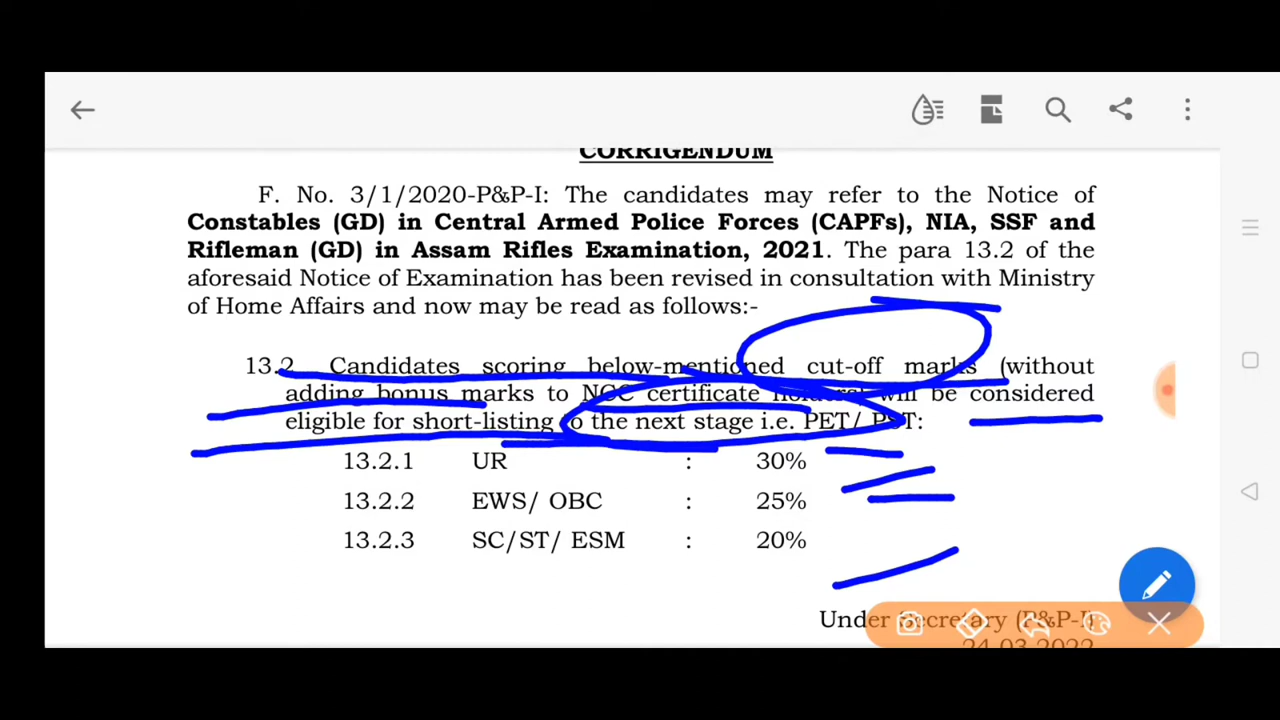 CORRIGENDUM
F. No. 3/1/2020-P&P-I: The candidates may refer to the Notice of
Constables (GD) in Central Armed Police Forces (CAPFs), NIA, SSF and
Rifleman (GD) in Assam Rifles Examination, 2021. The para 13.2 of the
aforesaid Notice of Examination has been revised in consultation with Ministry
of Home Affairs and now may be read as follows:-
13.2 Candidates scoring below-mentioned cut-off marks (without
adding bonus marks to NCC certificate holders) will be considered
eligible for short-listing to the next stage i.e. PET/ PST:
13.2.1 UR : 30%
13.2.2 EWS/ OBC : 25%
13.2.3 SC/ST/ ESM : 20%
Under Secretary (P&P-I)
24.03.2022